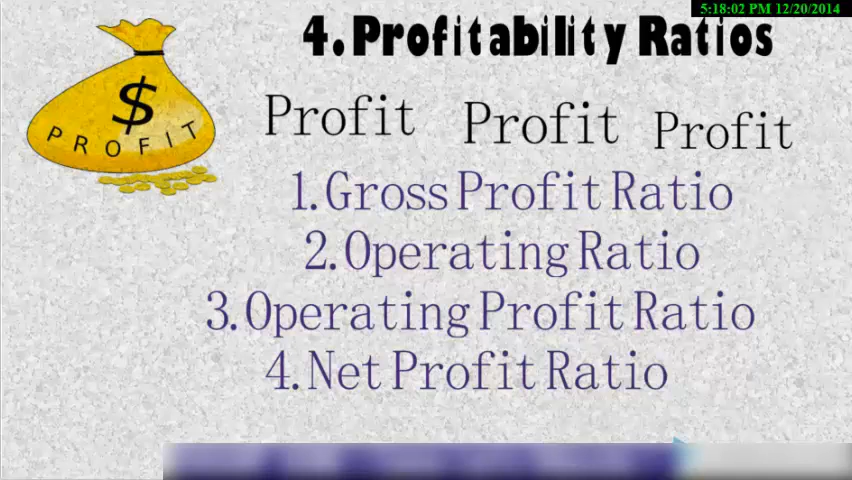 5:18:02 PM 12/20/2014
4. Profitability Ratios
$
PROFIT
Profit Profit Profit
1.Gross Profit Ratio
2.Operating Ratio
3.Operating Profit Ratio
4.Net Profit Ratio